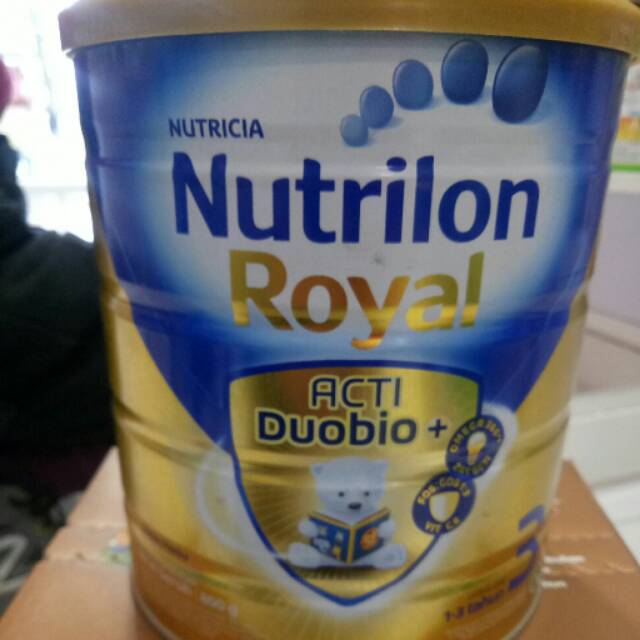 NUTRICIA
Nutrilon
Royal
ACTI
DUOBIO +
3
1-3 tahun